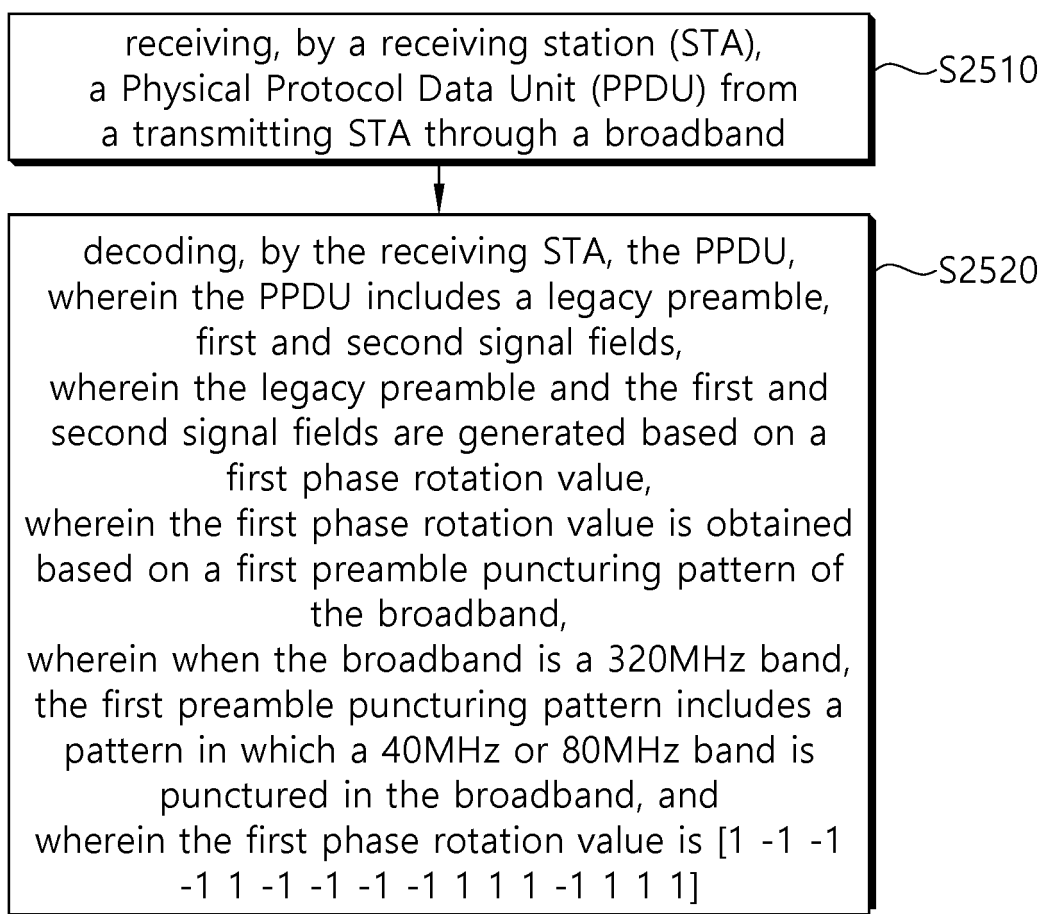 receiving, by a receiving station (STA),
a Physical Protocol Data Unit (PPDU) from
a transmitting STA through a broadband
S2510
decoding, by the receiving STA, the PPDU,
wherein the PPDU includes a legacy preamble,
first and second signal fields,
wherein the legacy preamble and the first and
second signal fields are generated based on a
first phase rotation value,
wherein the first phase rotation value is obtained
based on a first preamble puncturing pattern of
the broadband,
wherein when the broadband is a 320MHz band,
the first preamble puncturing pattern includes a
pattern in which a 40MHz or 80MHz band is
punctured in the broadband, and
wherein the first phase rotation value is [1 -1 -1
-1 1 -1 -1 -1 -1 1 1 1 -1 1 1 1]
S2520